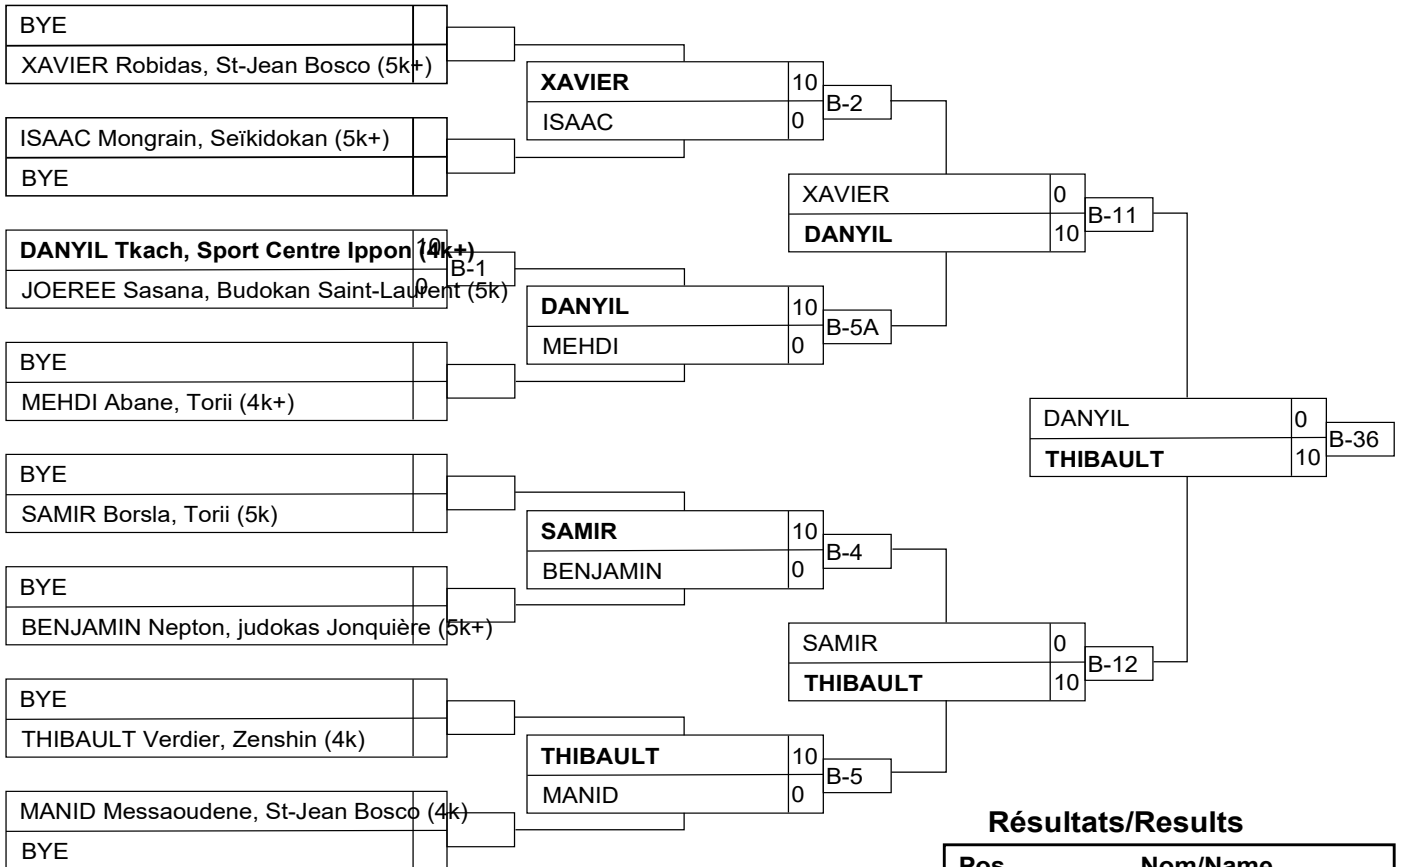 BYE
XAVIER Robidas, St-Jean Bosco (5k+)
ISAAC Mongrain, Seïkidokan (5k+)
BYE
DANYIL Tkach, Sport Centre Ippon (4k+) 10
JOEREE Sasana, Budokan Saint-Laurent (5k) 0
B-1
BYE
MEHDI Abane, Torii (4k+)
BYE
SAMIR Borsla, Torii (5k)
BYE
BENJAMIN Nepton, judokas Jonquière (5k+)
BYE
THIBAULT Verdier, Zenshin (4k)
MANID Messaoudene, St-Jean Bosco (4k)
BYE
XAVIER 10
ISAAC 0
B-2
DANYIL 10
MEHDI 0
B-5A
SAMIR 10
BENJAMIN 0
B-4
THIBAULT 10
MANID 0
B-5
XAVIER 0
DANYIL 10
B-11
SAMIR 0
THIBAULT 10
B-12
DANYIL 0
THIBAULT 10
B-36
Résultats/Results
Pos Nom/Name